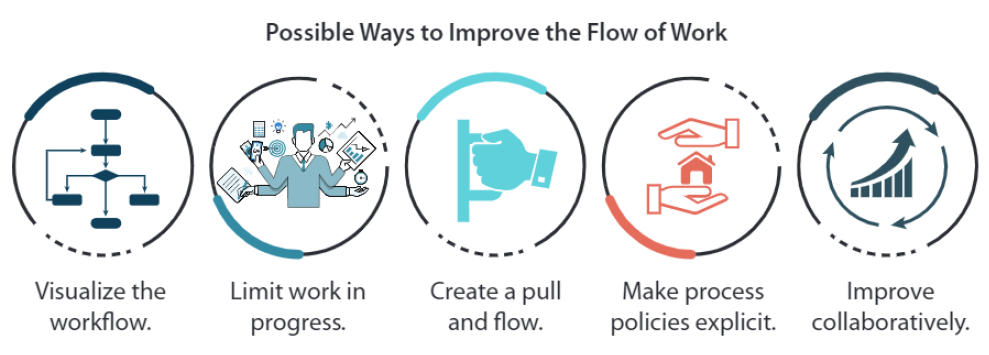 Possible Ways to Improve the Flow of Work
Visualize the
workflow.
Limit work in
progress.
Create a pull
and flow.
Make process
policies explicit.
Improve
collaboratively.